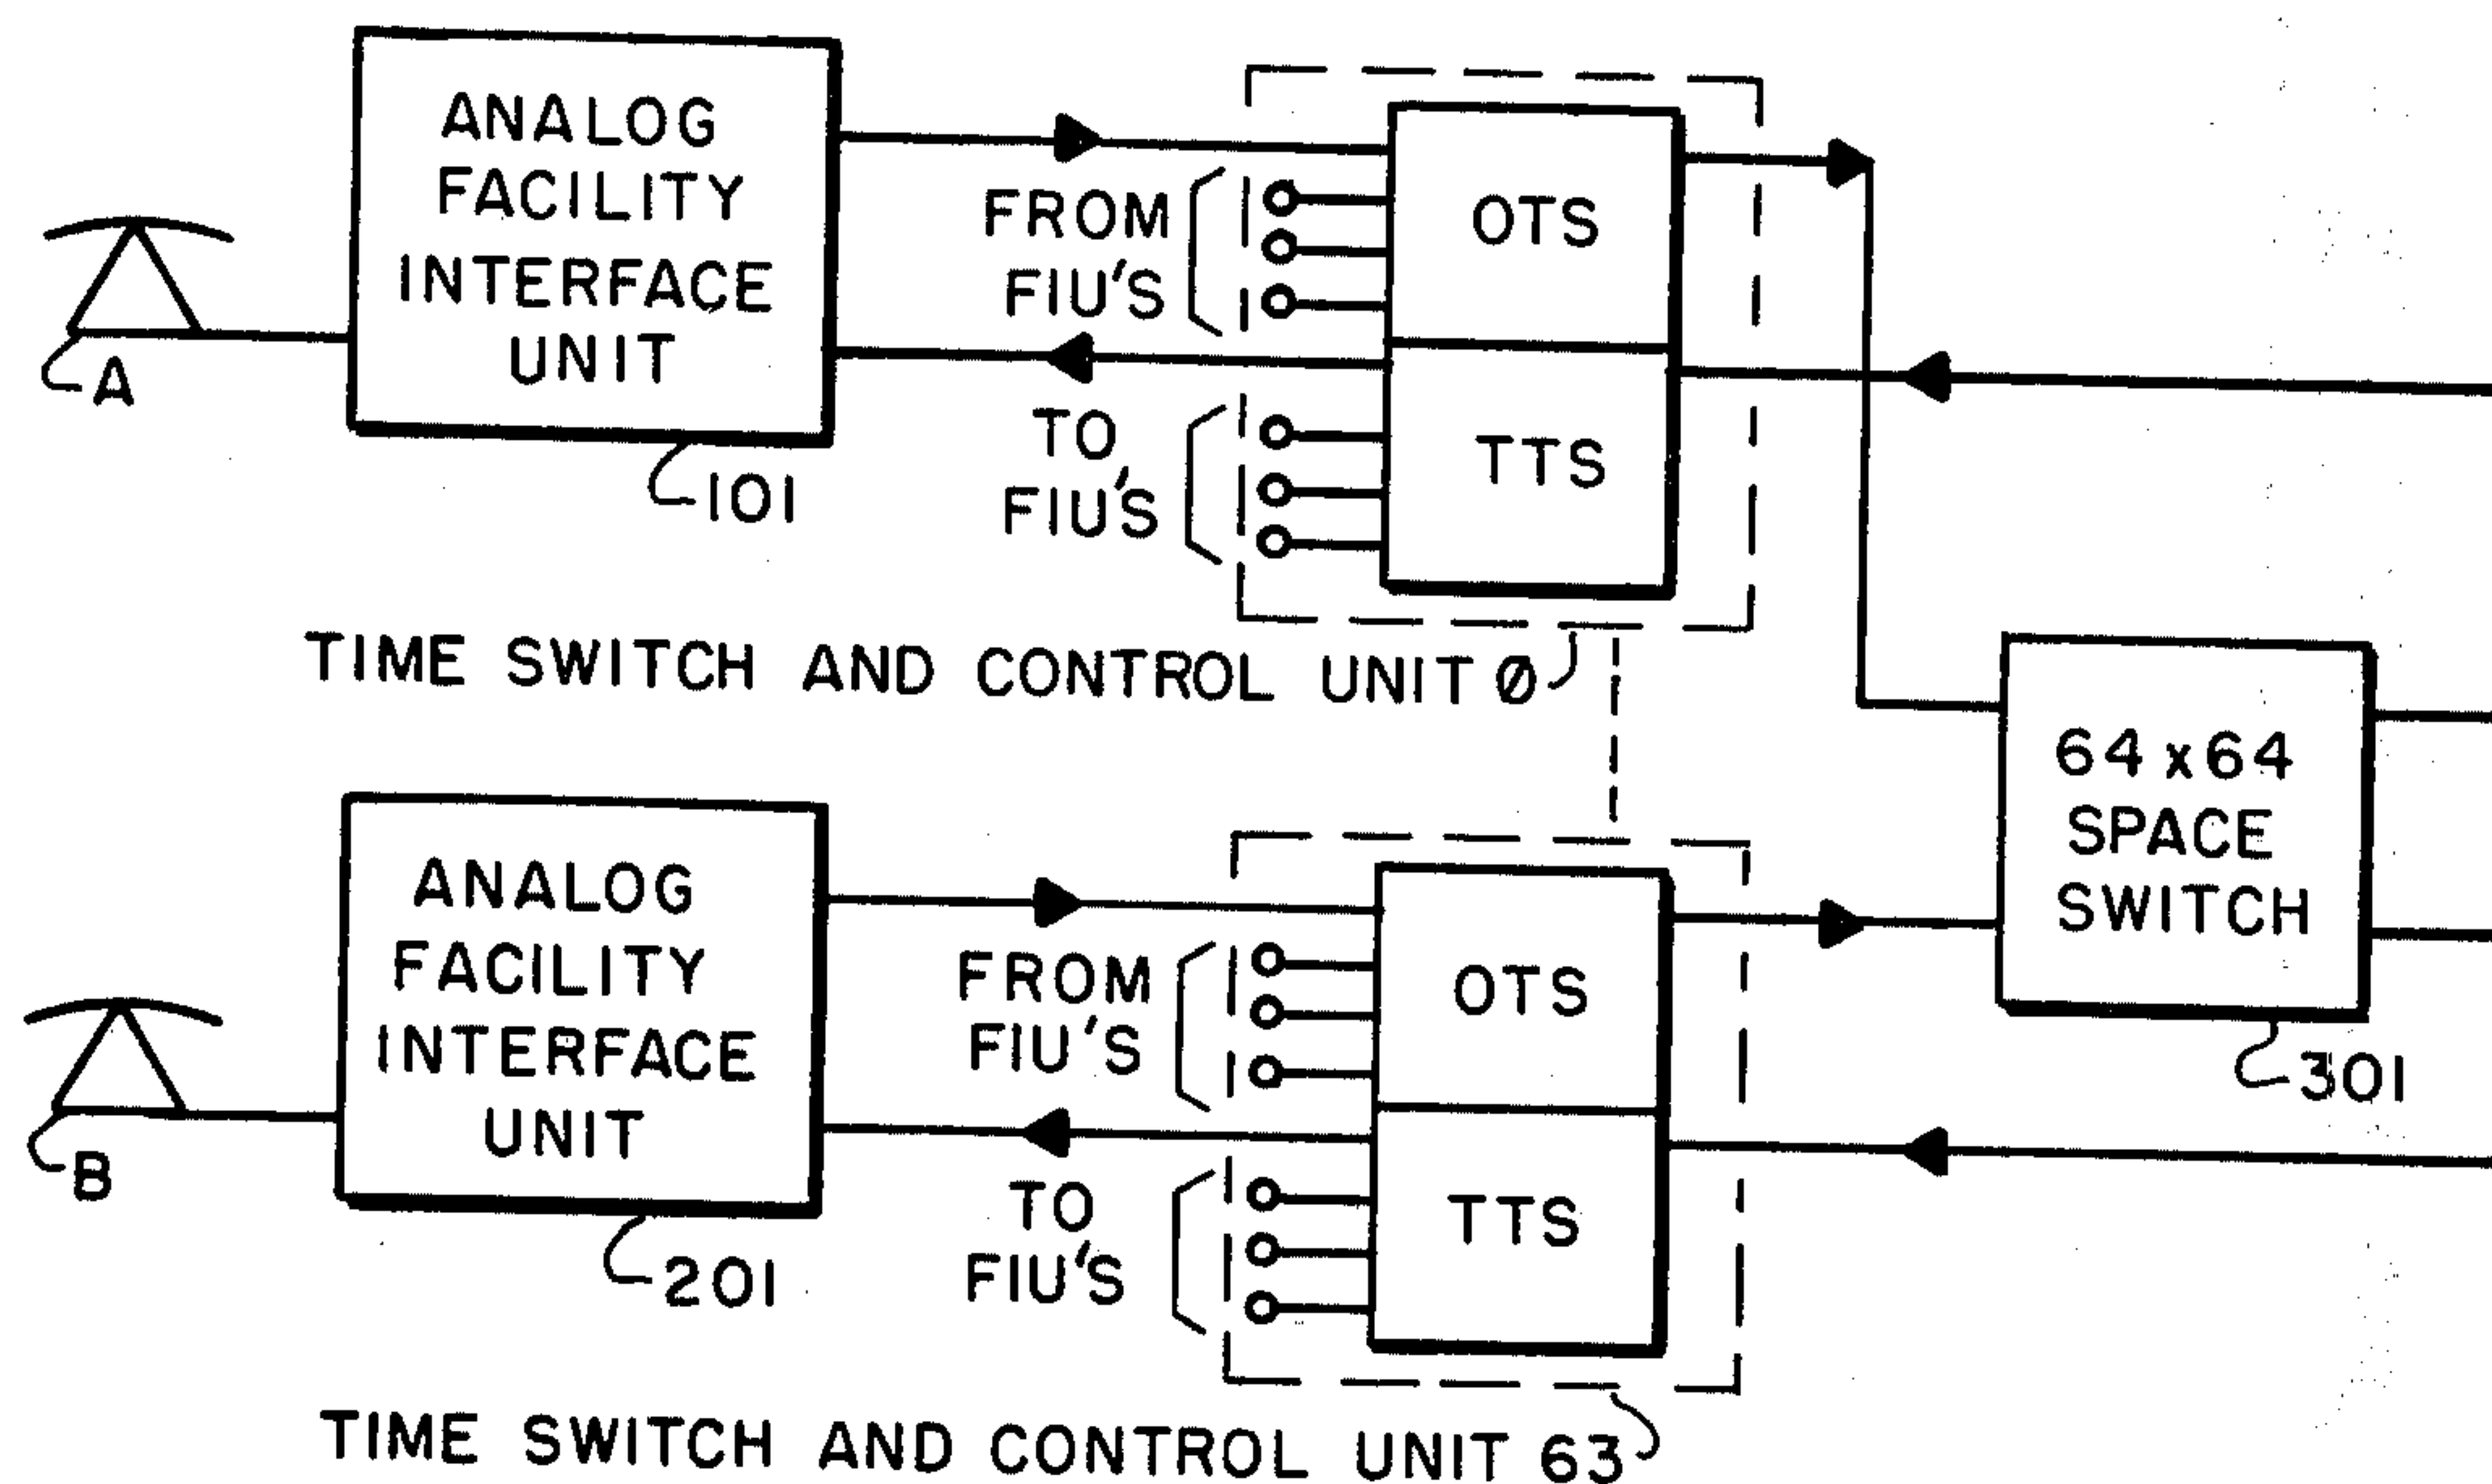 ANALOG
FACILITY
INTERFACE
UNIT
A
101
FROM
FIU'S
TO
FIU'S
OTS
TTS
TIME SWITCH AND CONTROL UNIT Ø
64 x 64
SPACE
SWITCH
301
ANALOG
FACILITY
INTERFACE
UNIT
B
201
FROM
FIU'S
TO
FIU'S
OTS
TTS
TIME SWITCH AND CONTROL UNIT 63